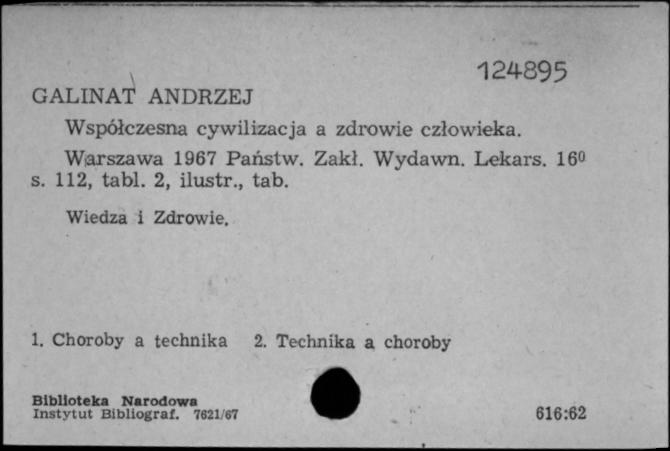 124895
GALINAT ANDRZEJ
Współczesna cywilizacja a zdrowie człowieka.
Warszawa 1967 Państw. Zakł. Wydawn. Lekars. 16⁰
s. 112, tabl. 2, ilustr., tab.
Wiedza i Zdrowie.
1. Choroby a technika 2. Technika a choroby
Biblioteka Narodowa
Instytut Bibliograf. 7621/67 616:62